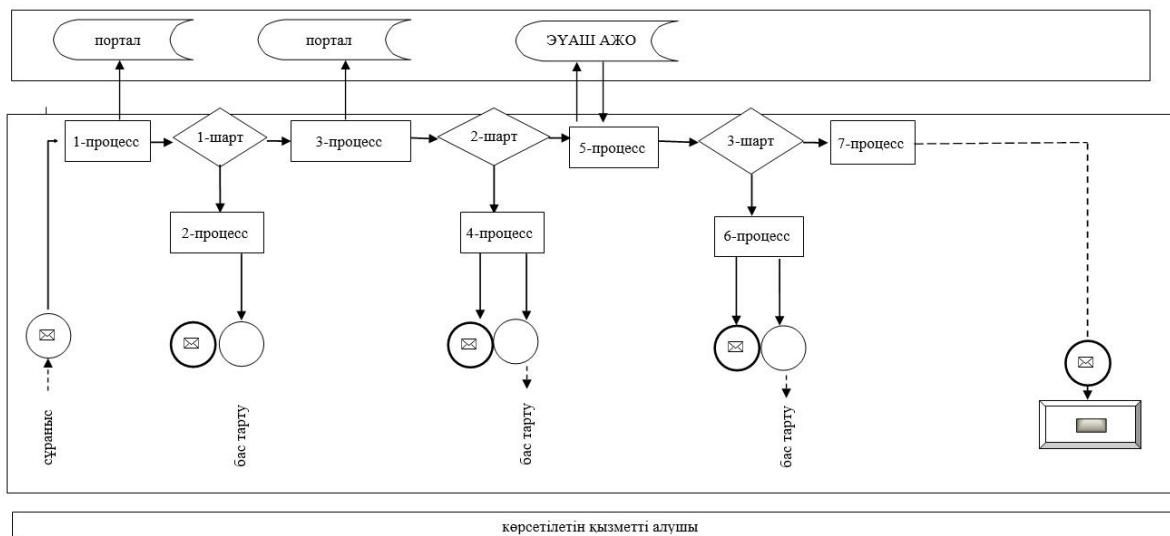 портал
портал
ЭҮАШ АЖО
1-процесс
1-шарт
3-процесс
2-шарт
5-процесс
3-шарт
7-процесс
2-процесс
4-процесс
6-процесс
сұраныс
бас тарту
бас тарту
бас тарту
көрсетілетін қызметті алушы